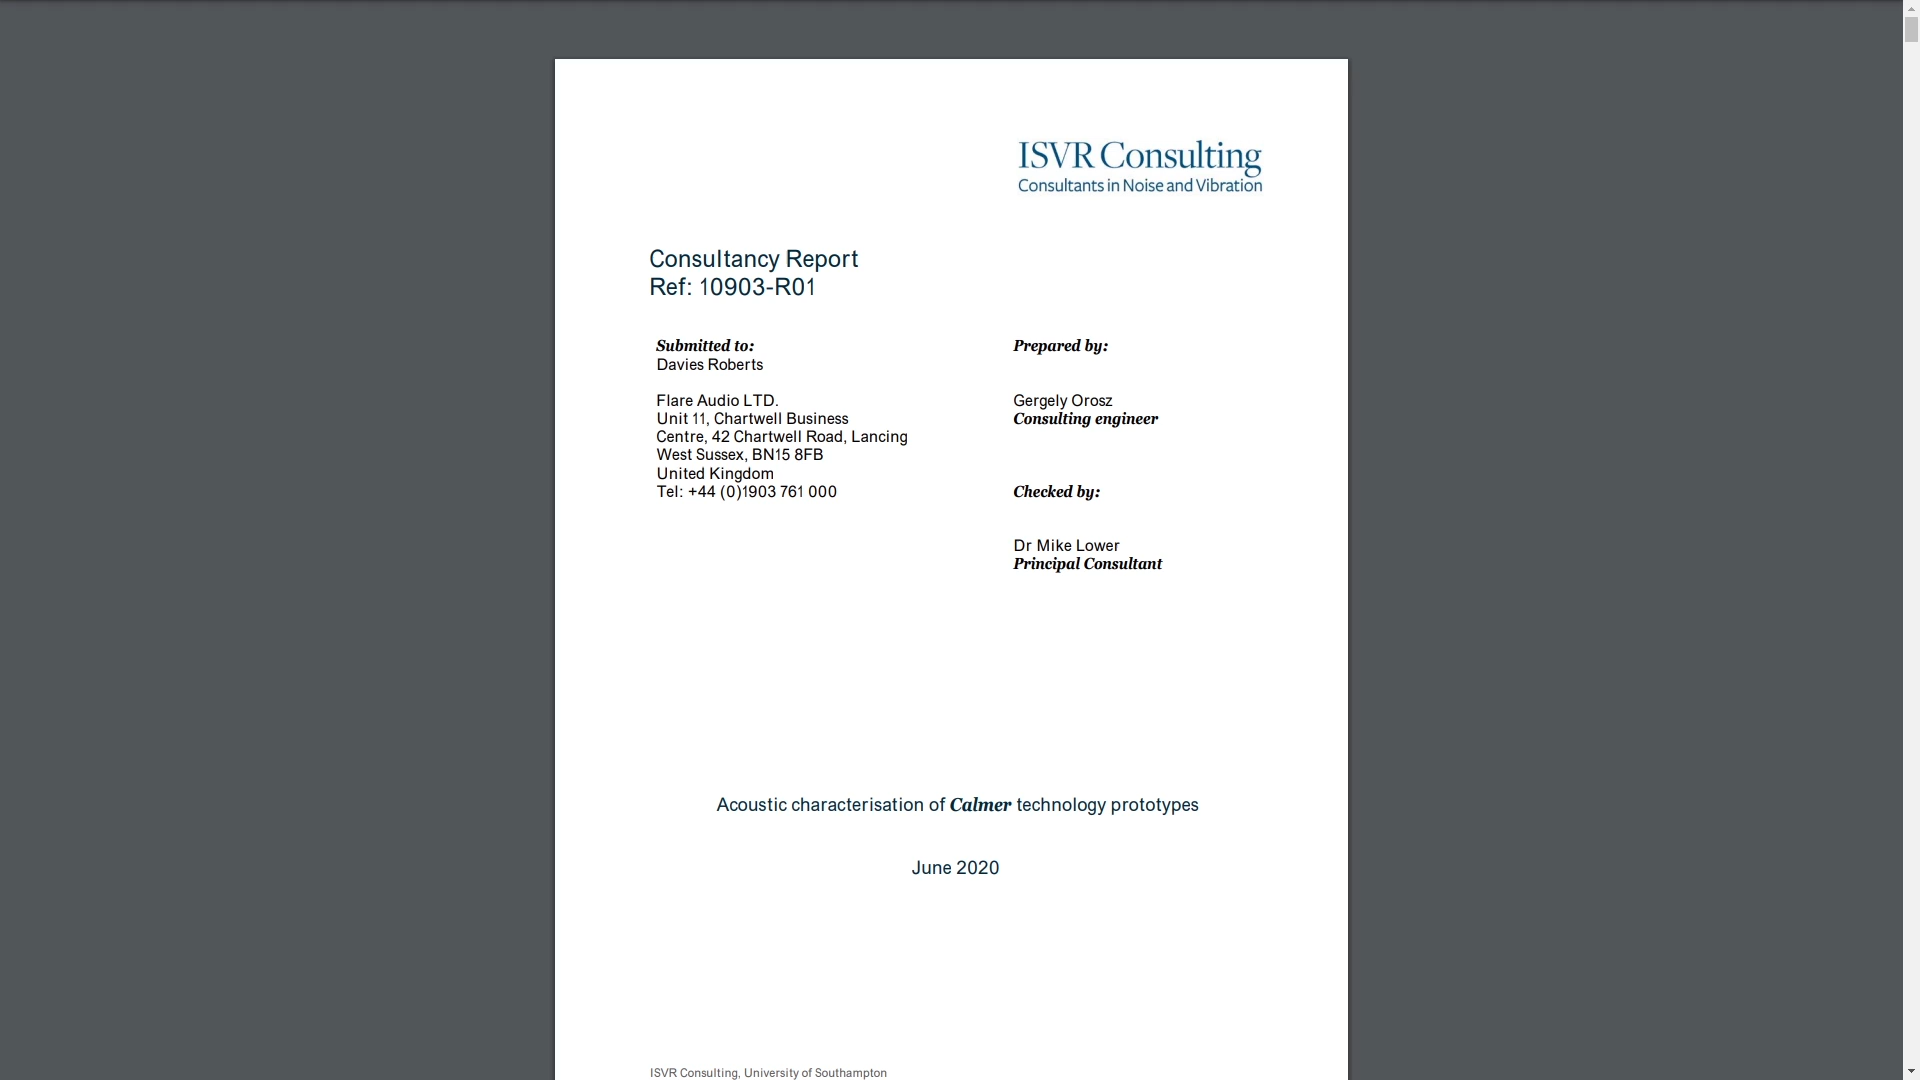 ISVR Consulting
Consultants in Noise and Vibration
Consultancy Report
Ref: 10903-R01
Submitted to:
Davies Roberts
Flare Audio LTD.
Unit 11, Chartwell Business
Centre, 42 Chartwell Road, Lancing
West Sussex, BN15 8FB
United Kingdom
Tel: +44 (0)1903 761 000
Prepared by:
Gergely Orosz
Consulting engineer
Checked by:
Dr Mike Lower
Principal Consultant
Acoustic characterisation of Calmer technology prototypes
June 2020
ISVR Consulting, University of Southampton